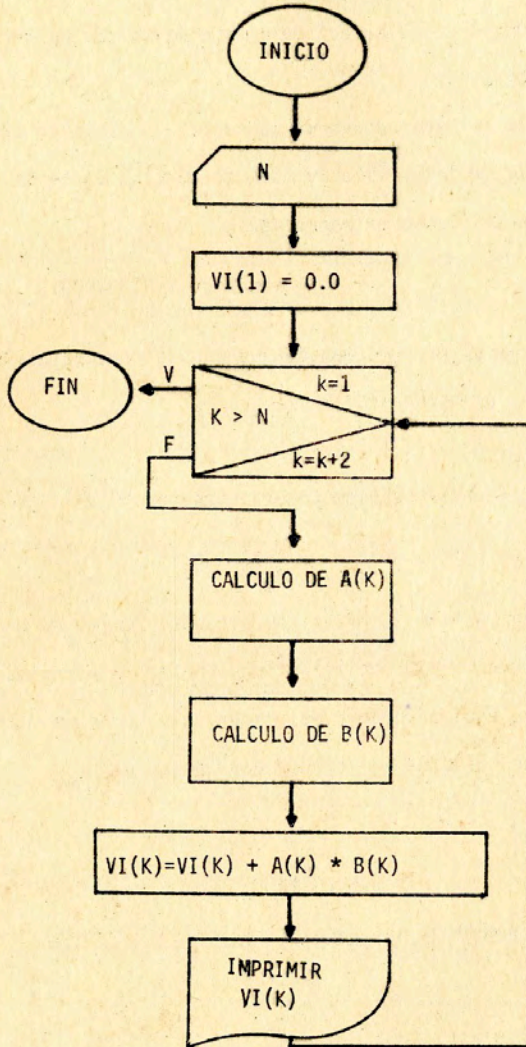 INICIO
N
VI(1) = 0.0
FIN
V
k=1
K > N
F
k=k+2
CALCULO DE A(K)
CALCULO DE B(K)
VI(K)=VI(K) + A(K) * B(K)
IMPRIMIR
VI(K)